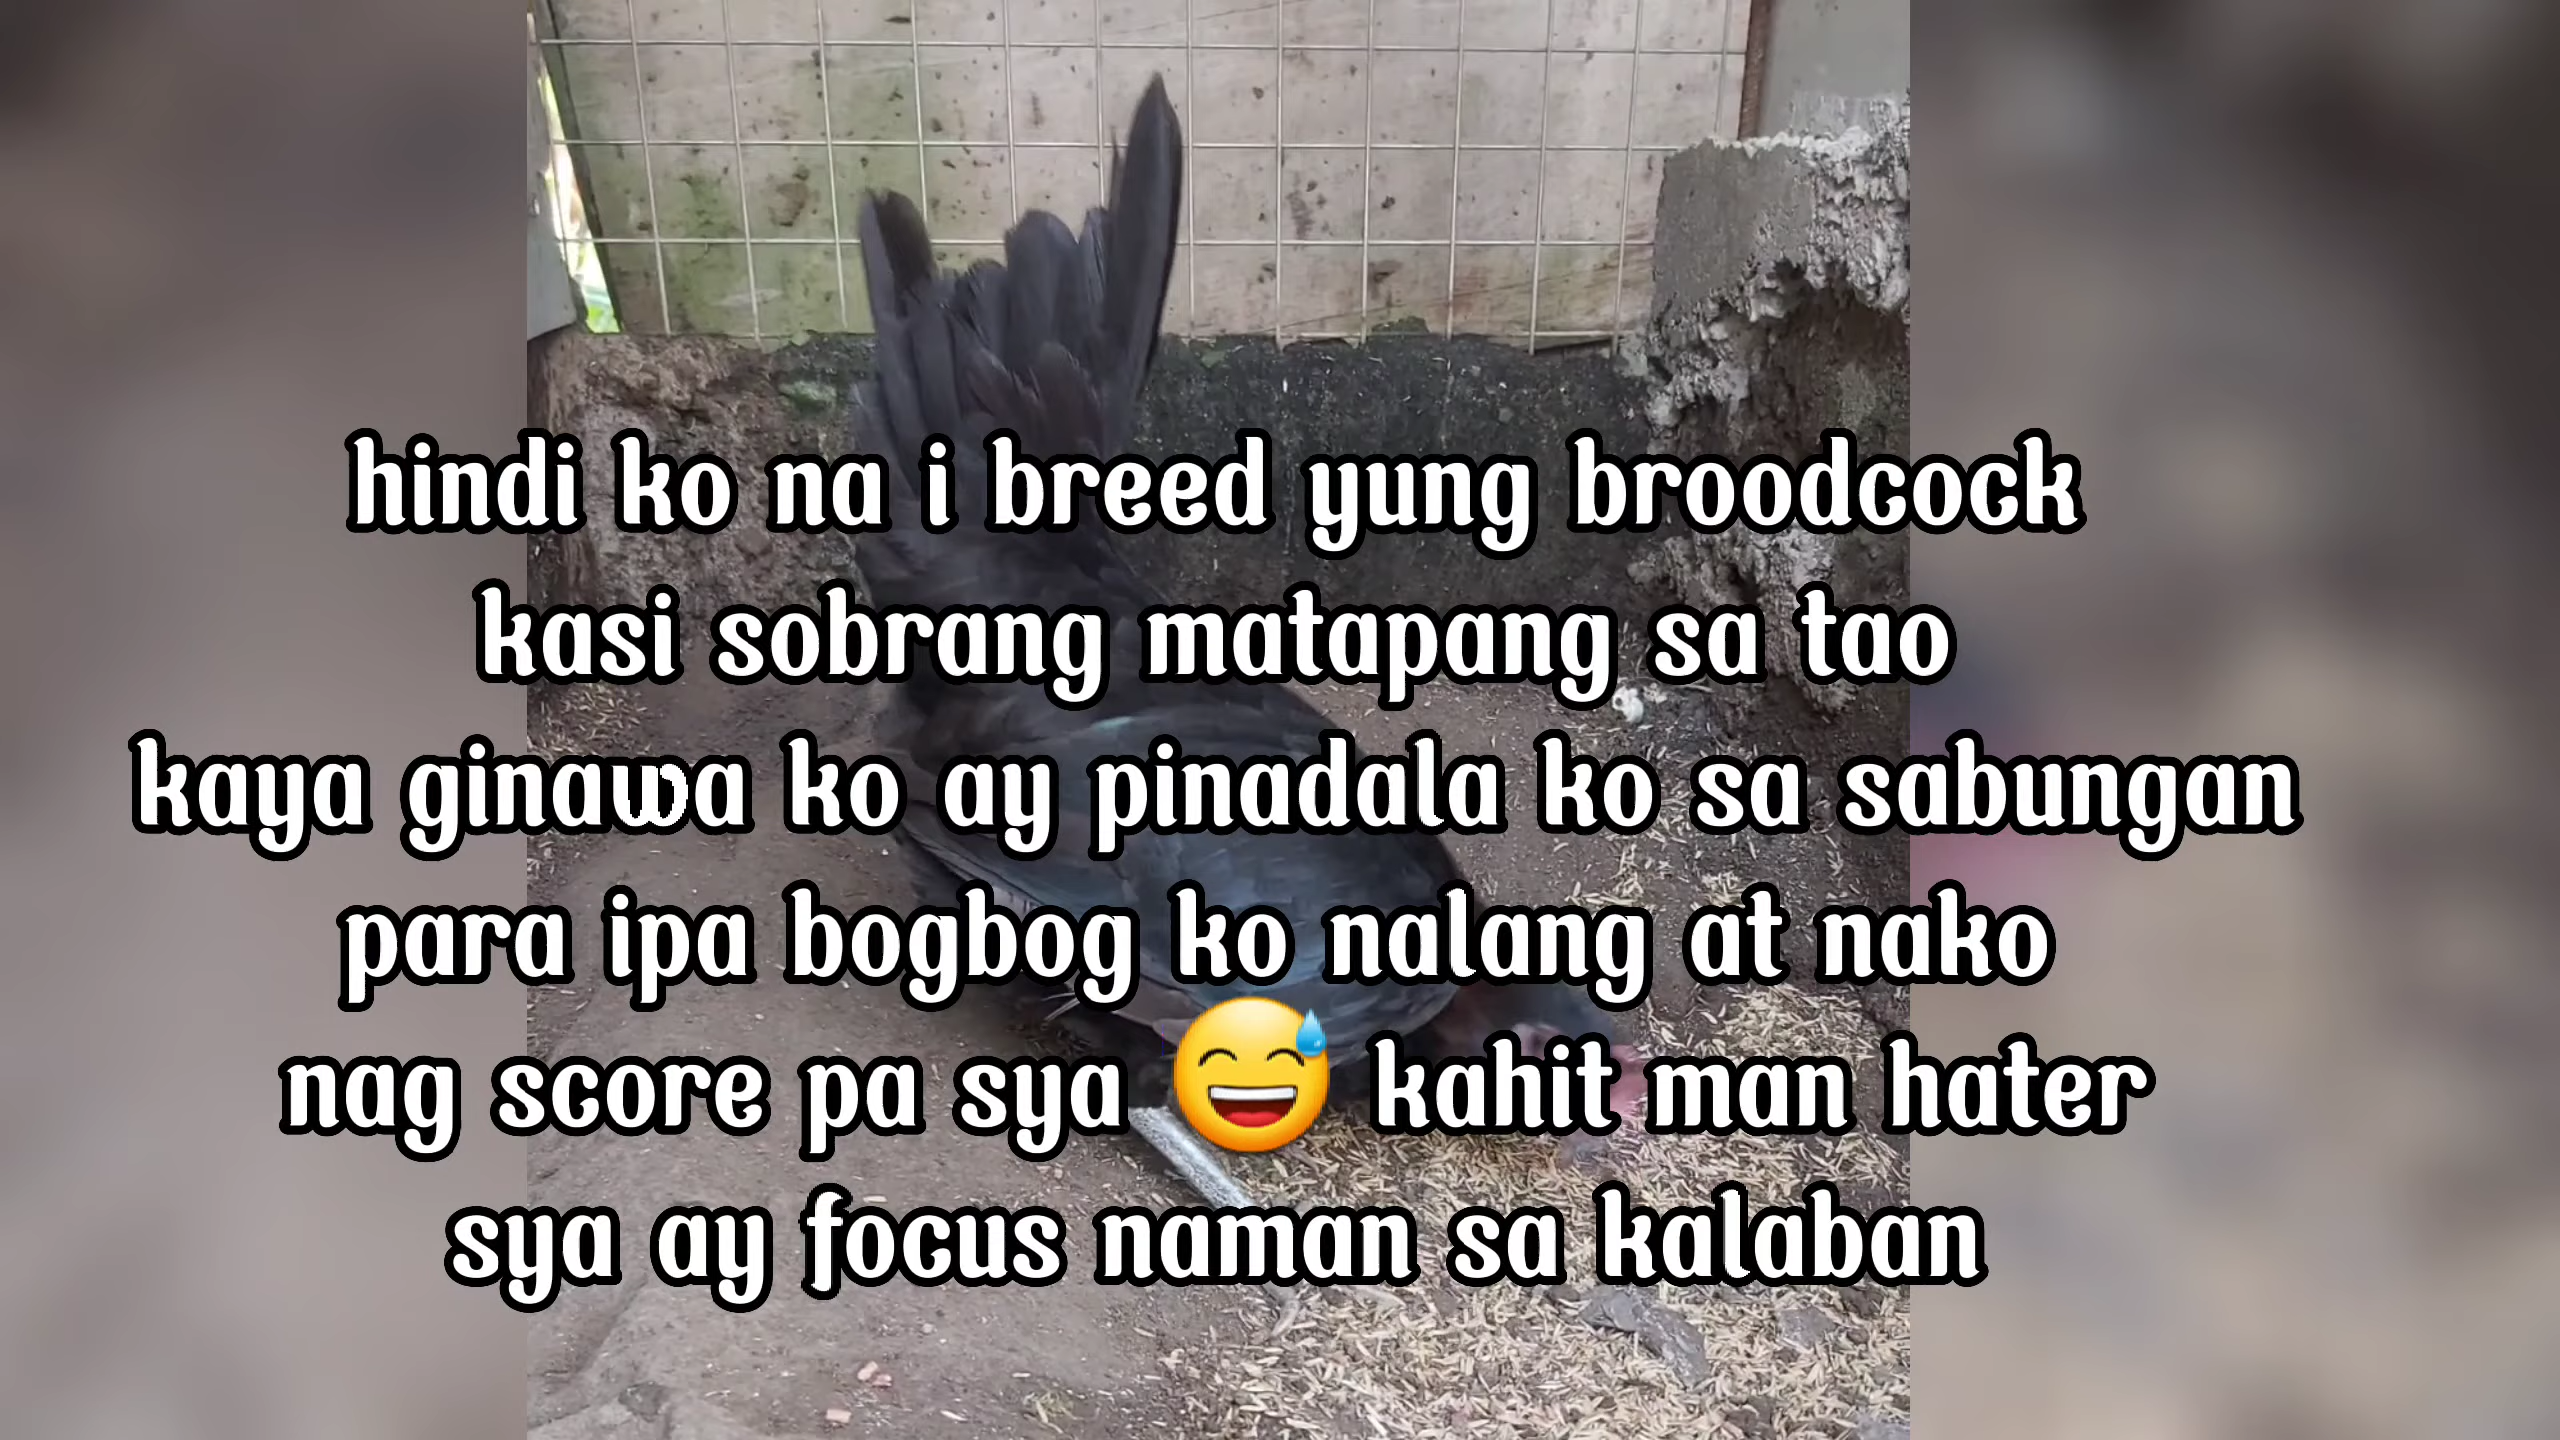 hindi ko na i breed yung broodcock
kasi sobrang matapang sa tao
kaya ginawa ko ay pinadala ko sa sabungan
para ipa bogbog ko nalang at nako
nag score pa sya 😅 kahit man hater
sya ay focus naman sa kalaban